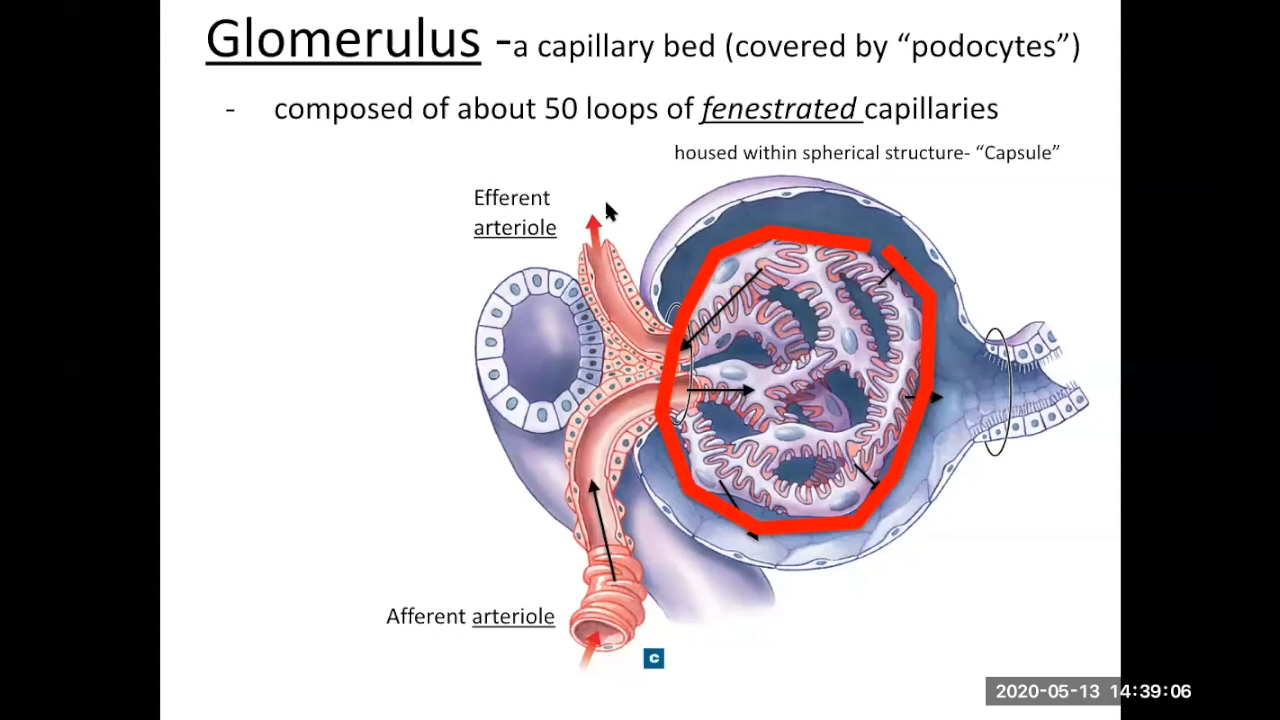 Glomerulus -a capillary bed (covered by “podocytes”)
- composed of about 50 loops of fenestrated capillaries
housed within spherical structure- “Capsule”
Efferent
arteriole
Afferent arteriole
C
2020-05-13 14:39:06